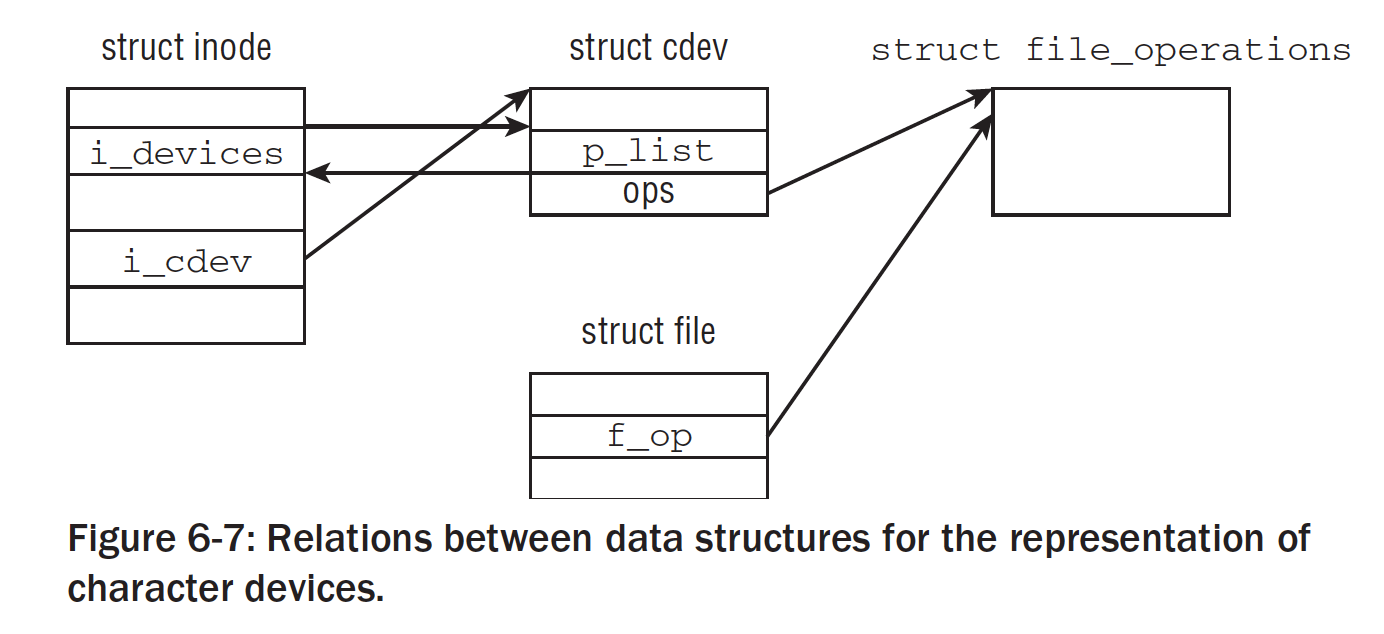 struct inode
struct cdev
struct file_operations
i_devices
p_list
ops
i_cdev
struct file
f_op
Figure 6-7: Relations between data structures for the representation of
character devices.